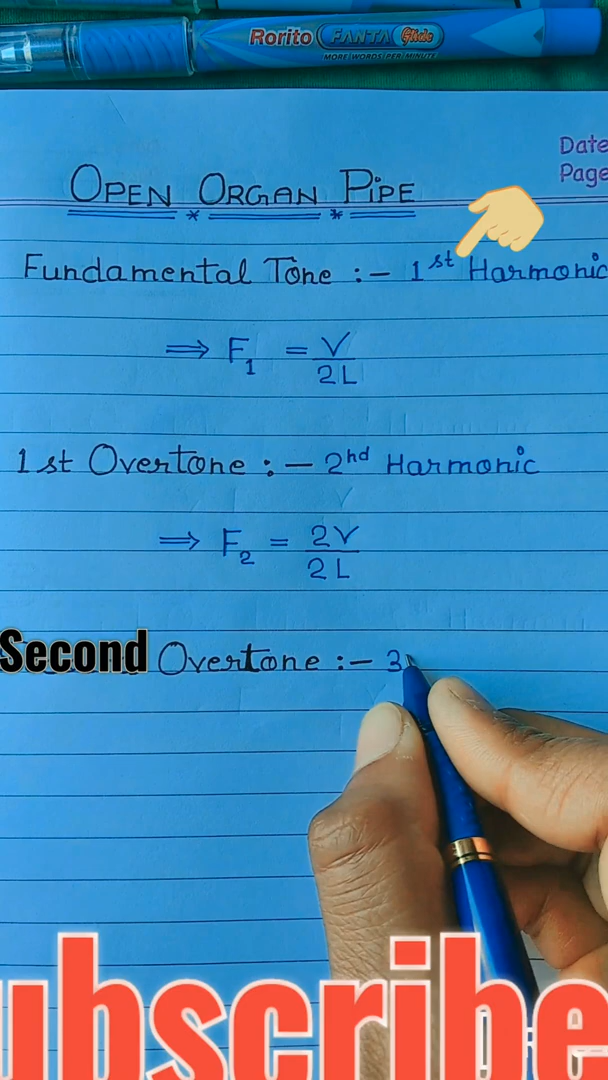 Rorito FANTA Glide
MORE WORDS PER MINUTE
Date
Page
OPEN ORGAN PIPE
Fundamental Tone :- 1st Harmonic
⇒ F1 = V/2L
1st Overtone :- 2nd Harmonic
⇒ F2 = 2V/2L
Second Overtone :- 3
ubscribe